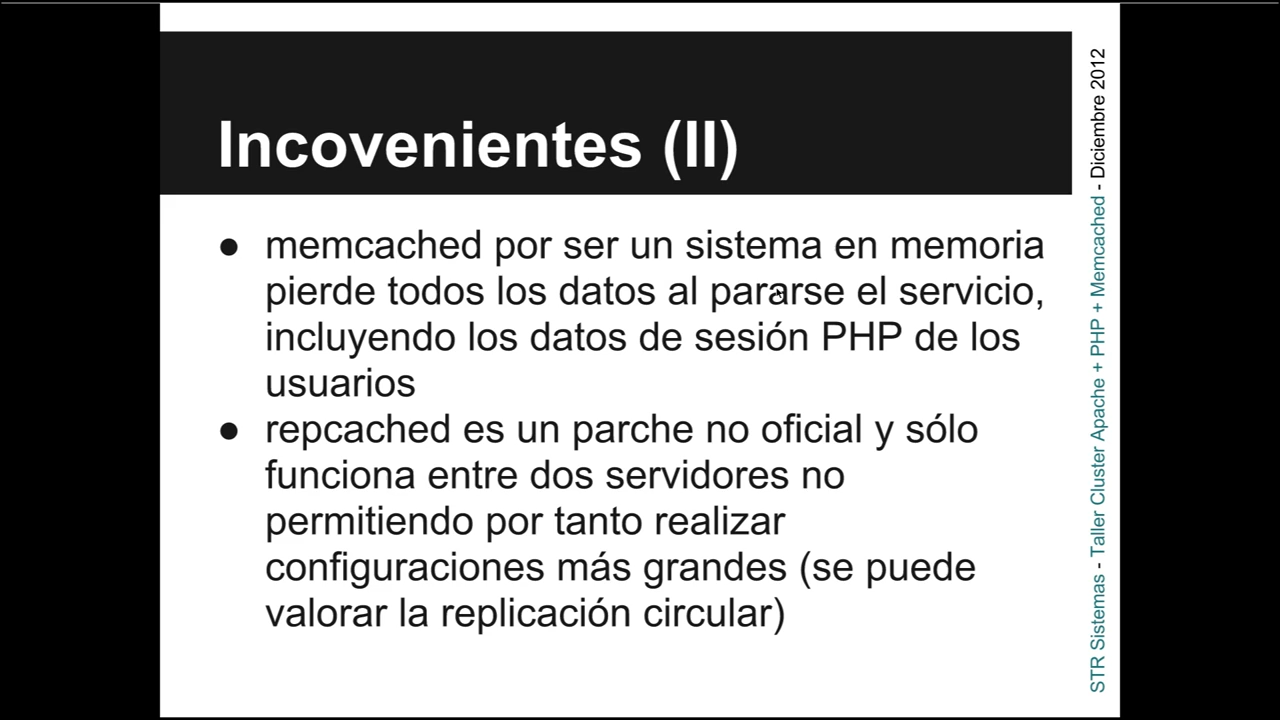 Incovenientes (II)
● memcached por ser un sistema en memoria
pierde todos los datos al pararse el servicio,
incluyendo los datos de sesión PHP de los
usuarios
● repcached es un parche no oficial y sólo
funciona entre dos servidores no
permitiendo por tanto realizar
configuraciones más grandes (se puede
valorar la replicación circular)
STR Sistemas - Taller Cluster Apache + PHP + Memcached - Diciembre 2012